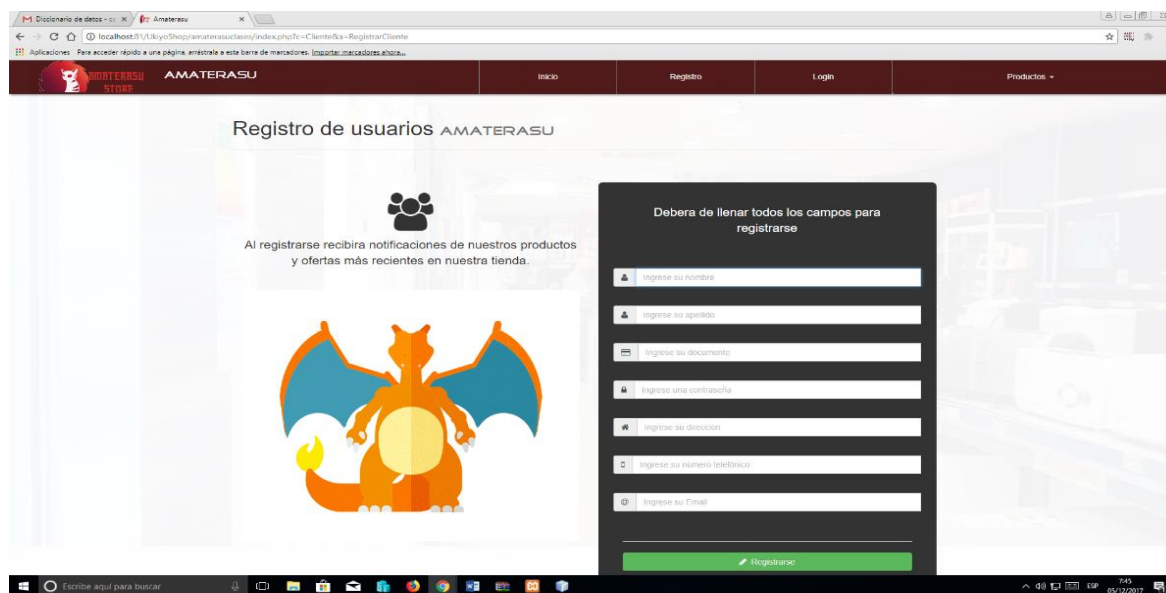 Diccionario de datos - c
Amaterasu
localhost:81/UkiyoShop/amaterasuclases/index.php?c=Cliente&a=RegistrarCliente
Aplicaciones Para acceder rápido a una página, arrástrala a esta barra de marcadores. Importar marcadores ahora...
AMATERASU STORE
AMATERASU
Inicio
Registro
Login
Productos
Registro de usuarios AMATERASU
Al registrarse recibira notificaciones de nuestros productos
y ofertas más recientes en nuestra tienda.
Debera de llenar todos los campos para
registrarse
Ingrese su nombre
Ingrese su apellido
Ingrese su documento
Ingrese una contraseña
Ingrese su dirección
Ingrese su número telefónico
Ingrese su Email
Registrarse
Escribe aquí para buscar
ESP
7:45
05/12/2017